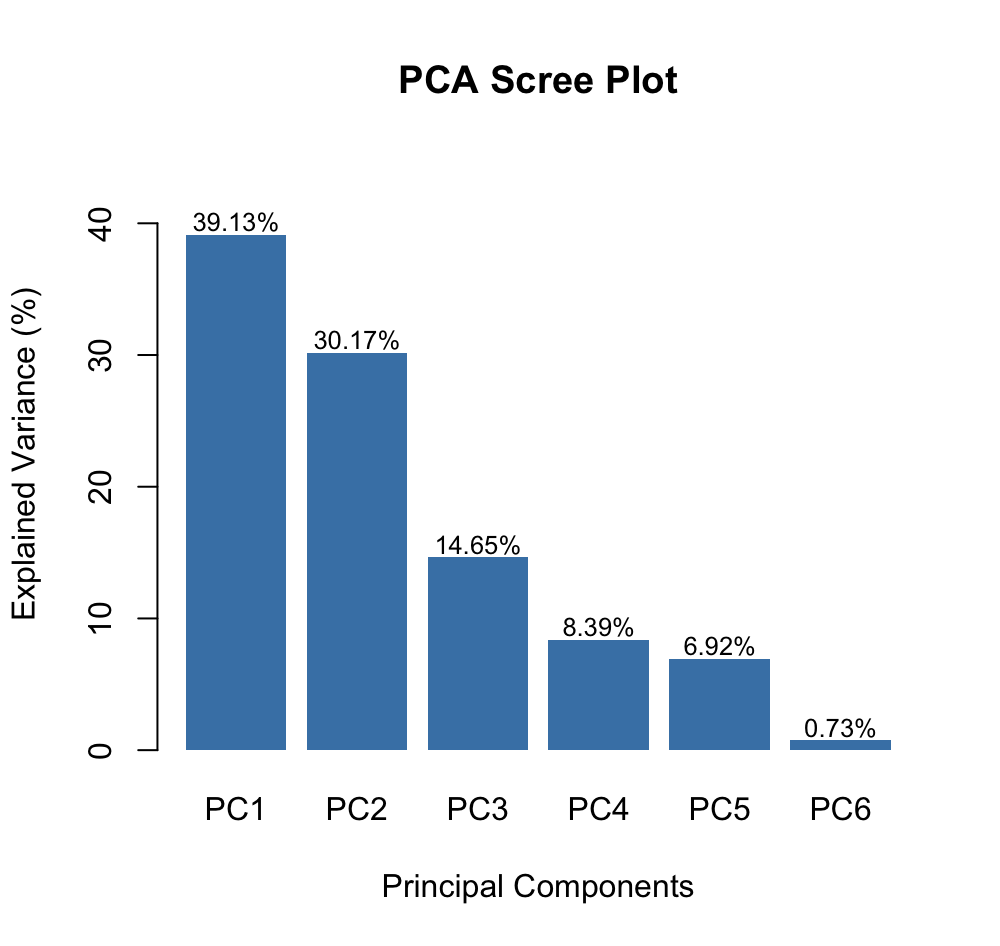 PCA Scree Plot
Explained Variance (%)
40
30
20
10
0
39.13%
30.17%
14.65%
8.39%
6.92%
0.73%
PC1 PC2 PC3 PC4 PC5 PC6
Principal Components